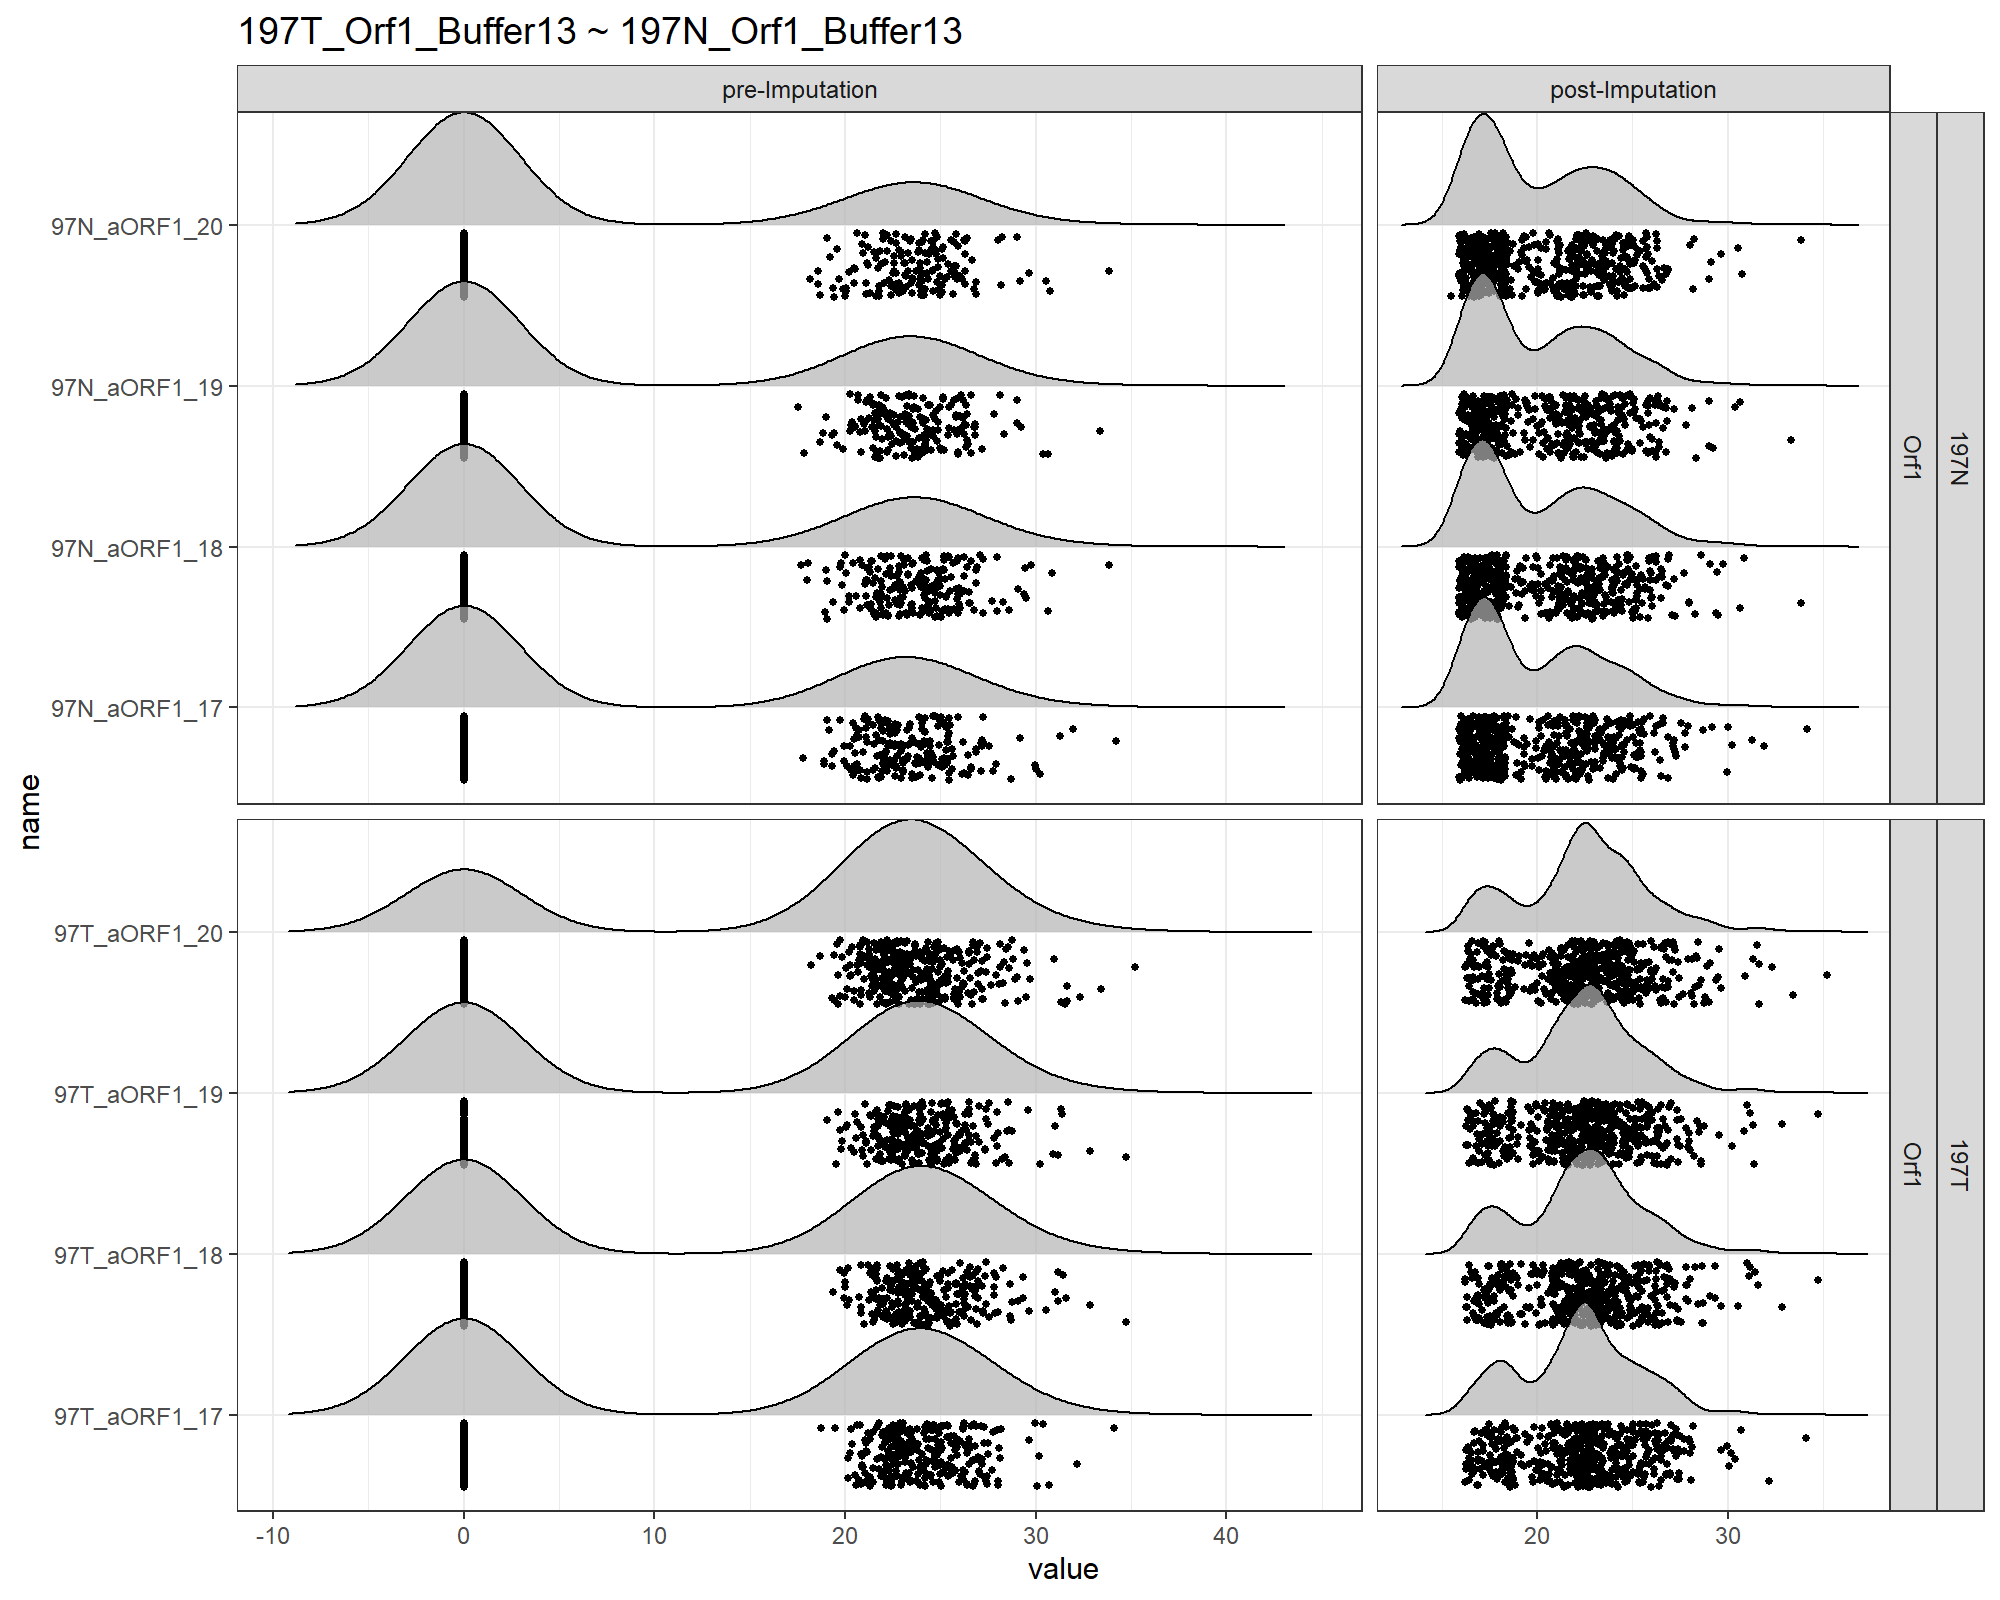 197T_Orf1_Buffer13 ~ 197N_Orf1_Buffer13
pre-Imputation
post-Imputation
97N_aORF1_20
97N_aORF1_19
97N_aORF1_18
97N_aORF1_17
Orf1
197N
name
97T_aORF1_20
97T_aORF1_19
97T_aORF1_18
97T_aORF1_17
Orf1
197T
-10 0 10 20 30 40
20 30
value